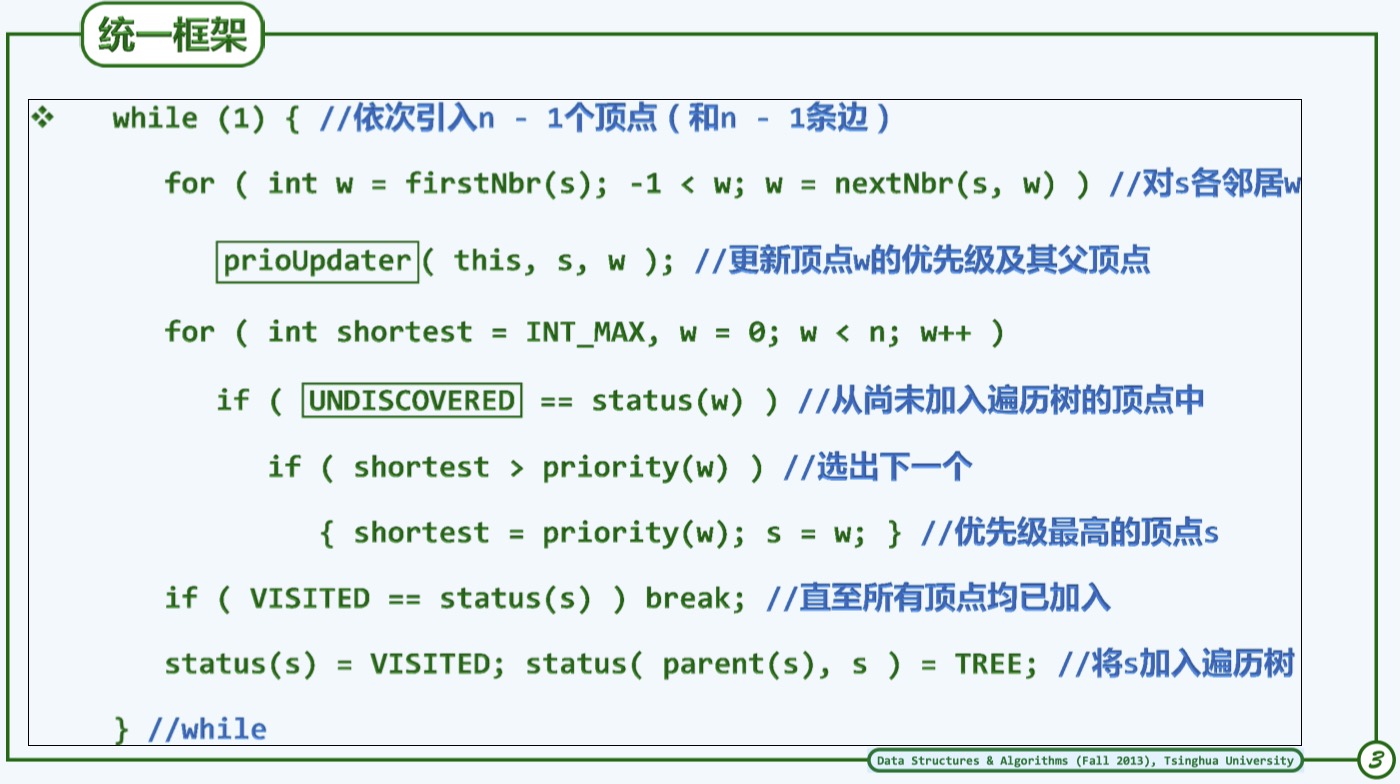 统一框架
❖ while (1) { //依次引入n - 1个顶点(和n - 1条边)
for ( int w = firstNbr(s); -1 < w; w = nextNbr(s, w) ) //对s各邻居w
prioUpdater( this, s, w ); //更新顶点w的优先级及其父顶点
for ( int shortest = INT_MAX, w = 0; w < n; w++ )
if ( UNDISCOVERED == status(w) ) //从尚未加入遍历树的顶点中
if ( shortest > priority(w) ) //选出下一个
{ shortest = priority(w); s = w; } //优先级最高的顶点s
if ( VISITED == status(s) ) break; //直至所有顶点均已加入
status(s) = VISITED; status( parent(s), s ) = TREE; //将s加入遍历树
} //while
Data Structures & Algorithms (Fall 2013), Tsinghua University
3